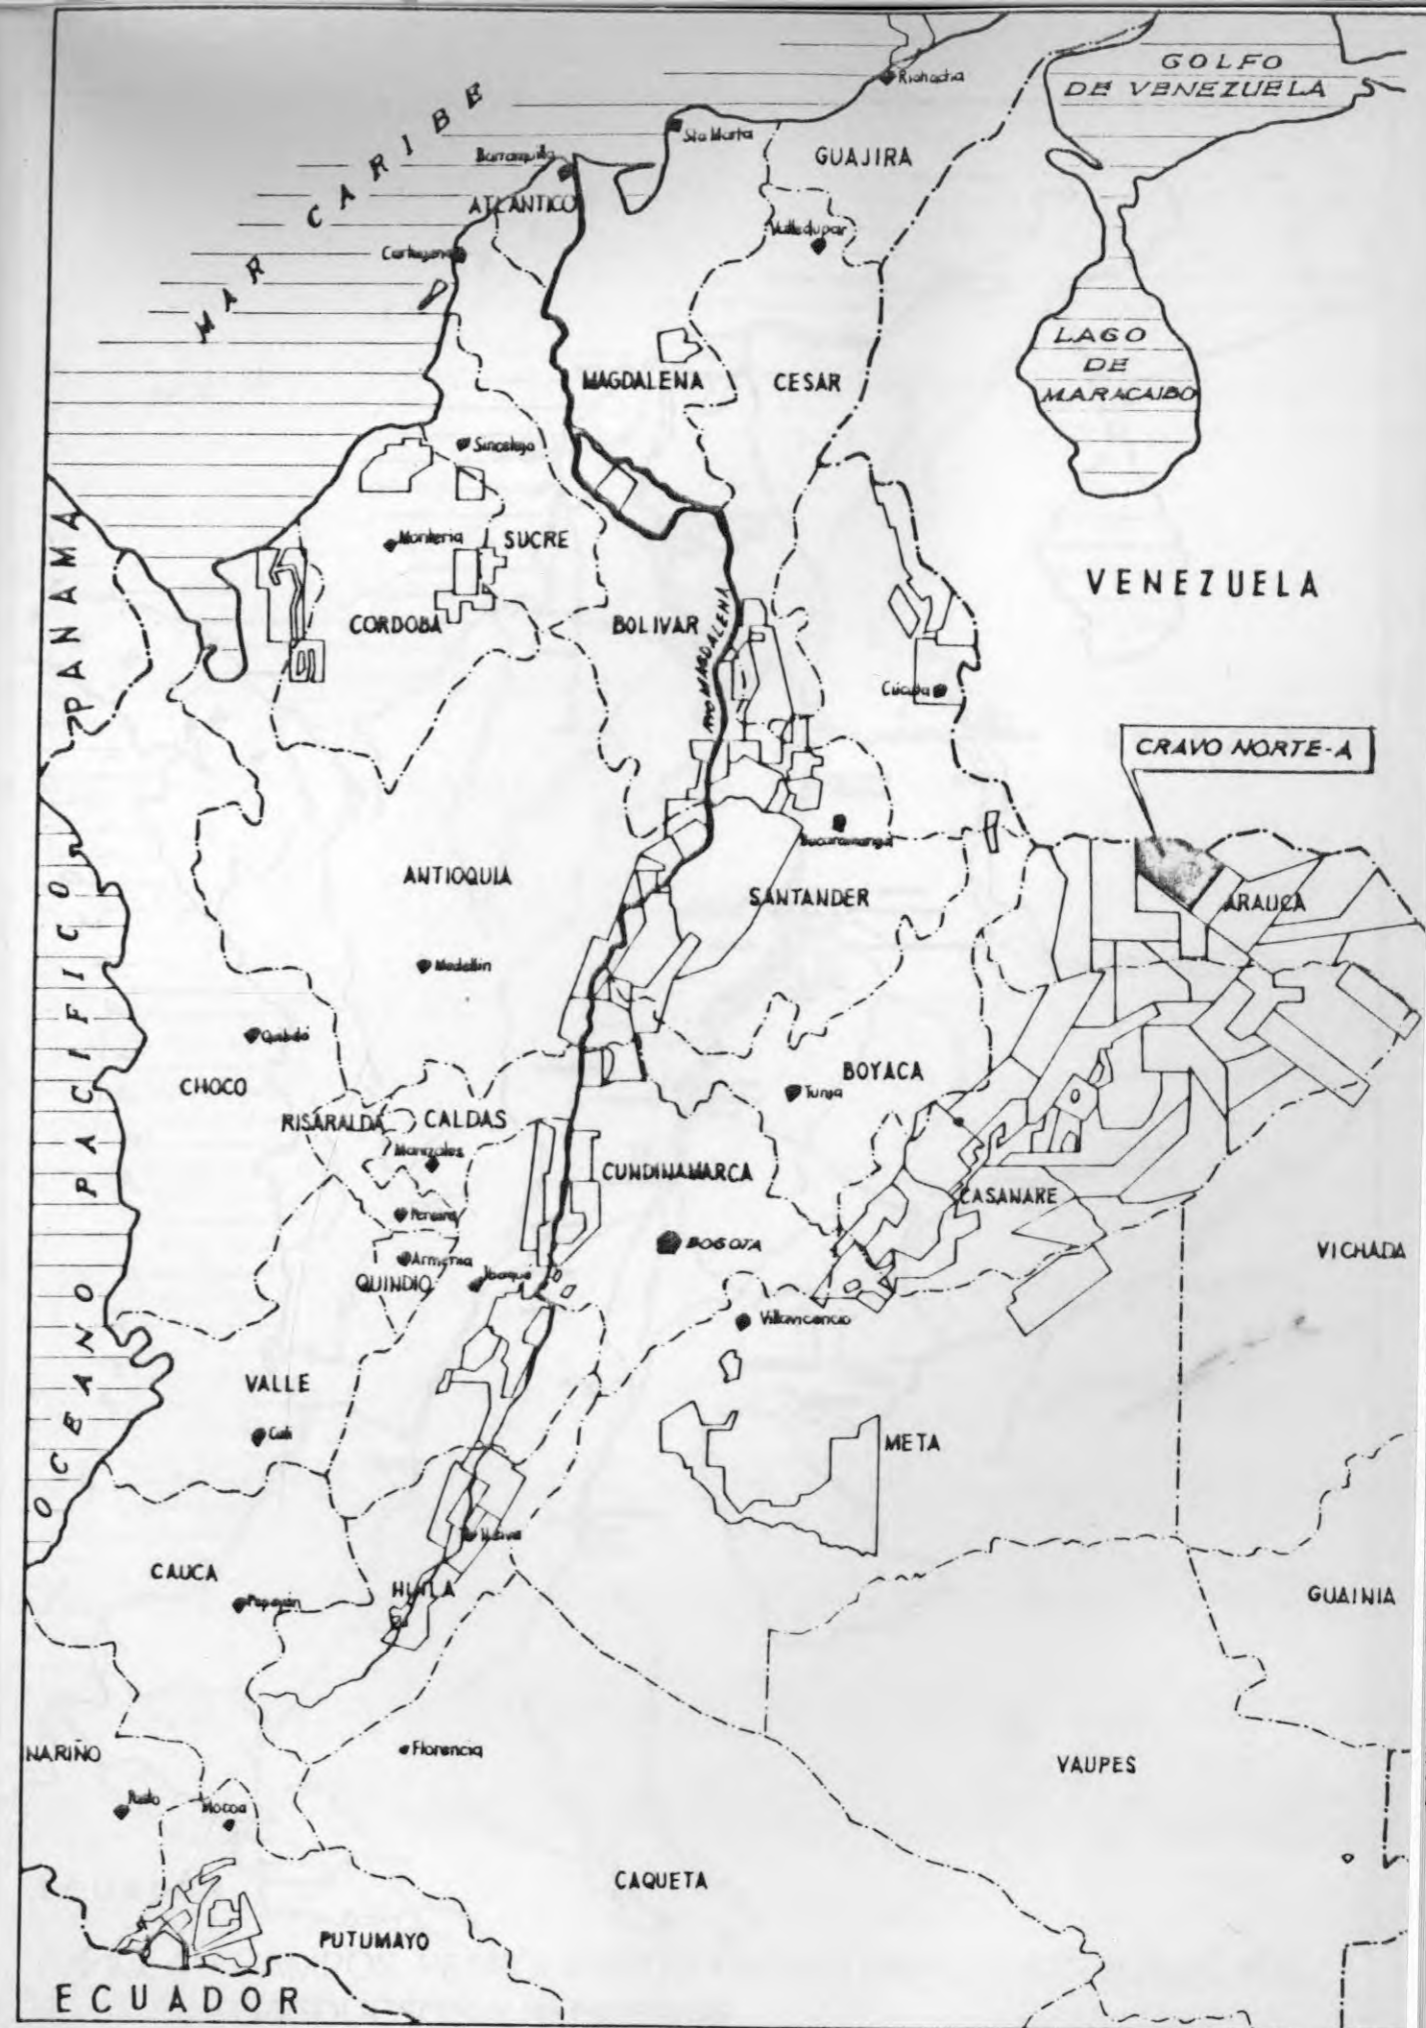 GOLFO
DE VENEZUELA
Riohacha
MAR CARIBE
Sta Marta
Barranquilla
GUAJIRA
ATLANTICO
Valledupar
Cartagena
LAGO
DE
MARACAIBO
MAGDALENA
CESAR
Sincelejo
PANAMA
Monteria
SUCRE
VENEZUELA
CORDOBA
BOLIVAR
RIO MAGDALENA
Cúcuta
CRAVO NORTE-A
Bucaramanga
ANTIOQUIA
SANTANDER
ARAUCA
Medellin
OCEANO PACIFICO
Quibdó
CHOCO
BOYACA
Tunja
RISARALDA
CALDAS
Manizales
CUNDINAMARCA
CASANARE
Pereira
BOGOTA
VICHADA
Armenia
QUINDIO
Ibague
Villavicencio
VALLE
Cali
META
Neiva
CAUCA
HUILA
Popayán
GUAINIA
NARIÑO
Florencia
VAUPES
Pasto
Mocoa
CAQUETA
PUTUMAYO
ECUADOR